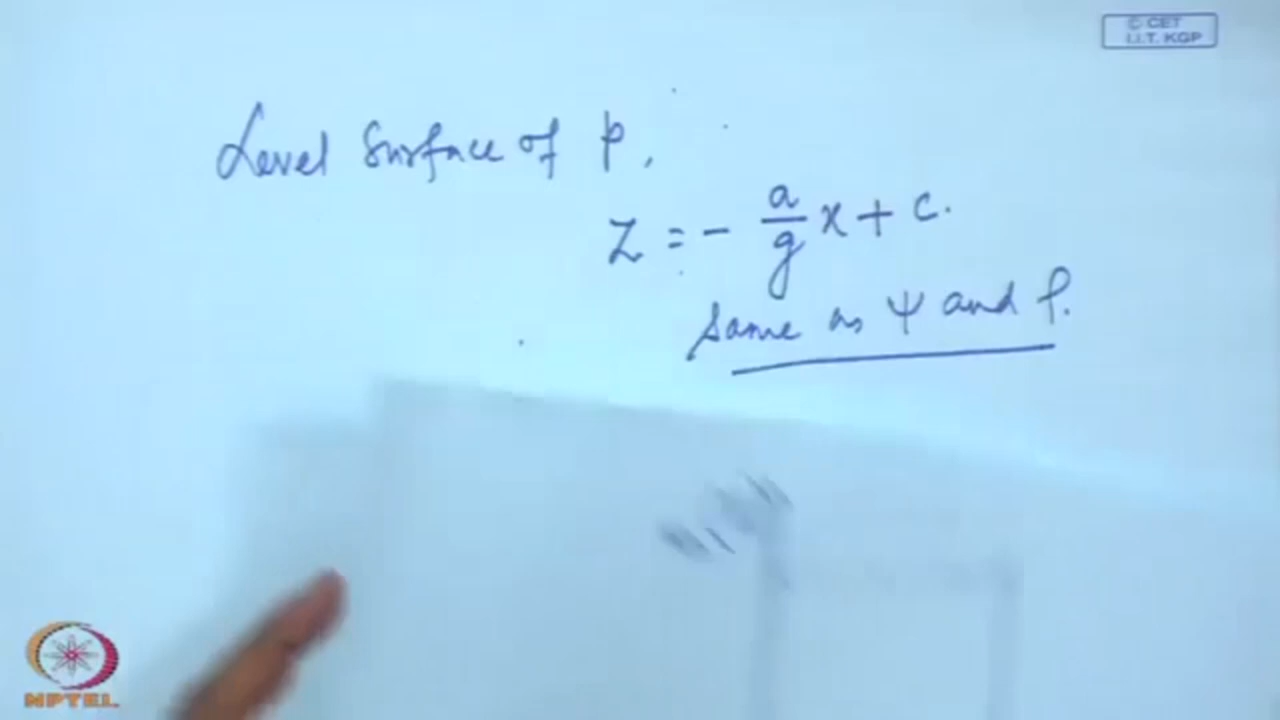 © CET
I.I.T. KGP
Level Surface of p.
z = - a/g x + c.
Same as ψ and ρ.
NPTEL